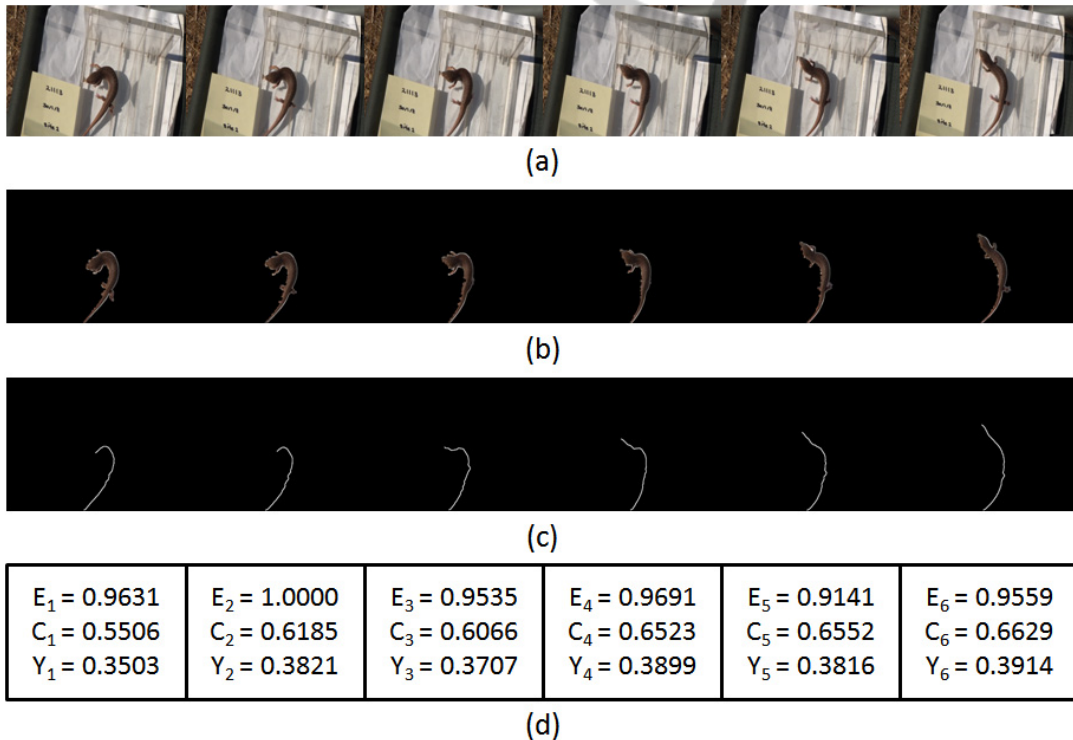 (a)
(b)
(c)
E₁ = 0.9631
C₁ = 0.5506
Y₁ = 0.3503
E₂ = 1.0000
C₂ = 0.6185
Y₂ = 0.3821
E₃ = 0.9535
C₃ = 0.6066
Y₃ = 0.3707
E₄ = 0.9691
C₄ = 0.6523
Y₄ = 0.3899
E₅ = 0.9141
C₅ = 0.6552
Y₅ = 0.3816
E₆ = 0.9559
C₆ = 0.6629
Y₆ = 0.3914
(d)